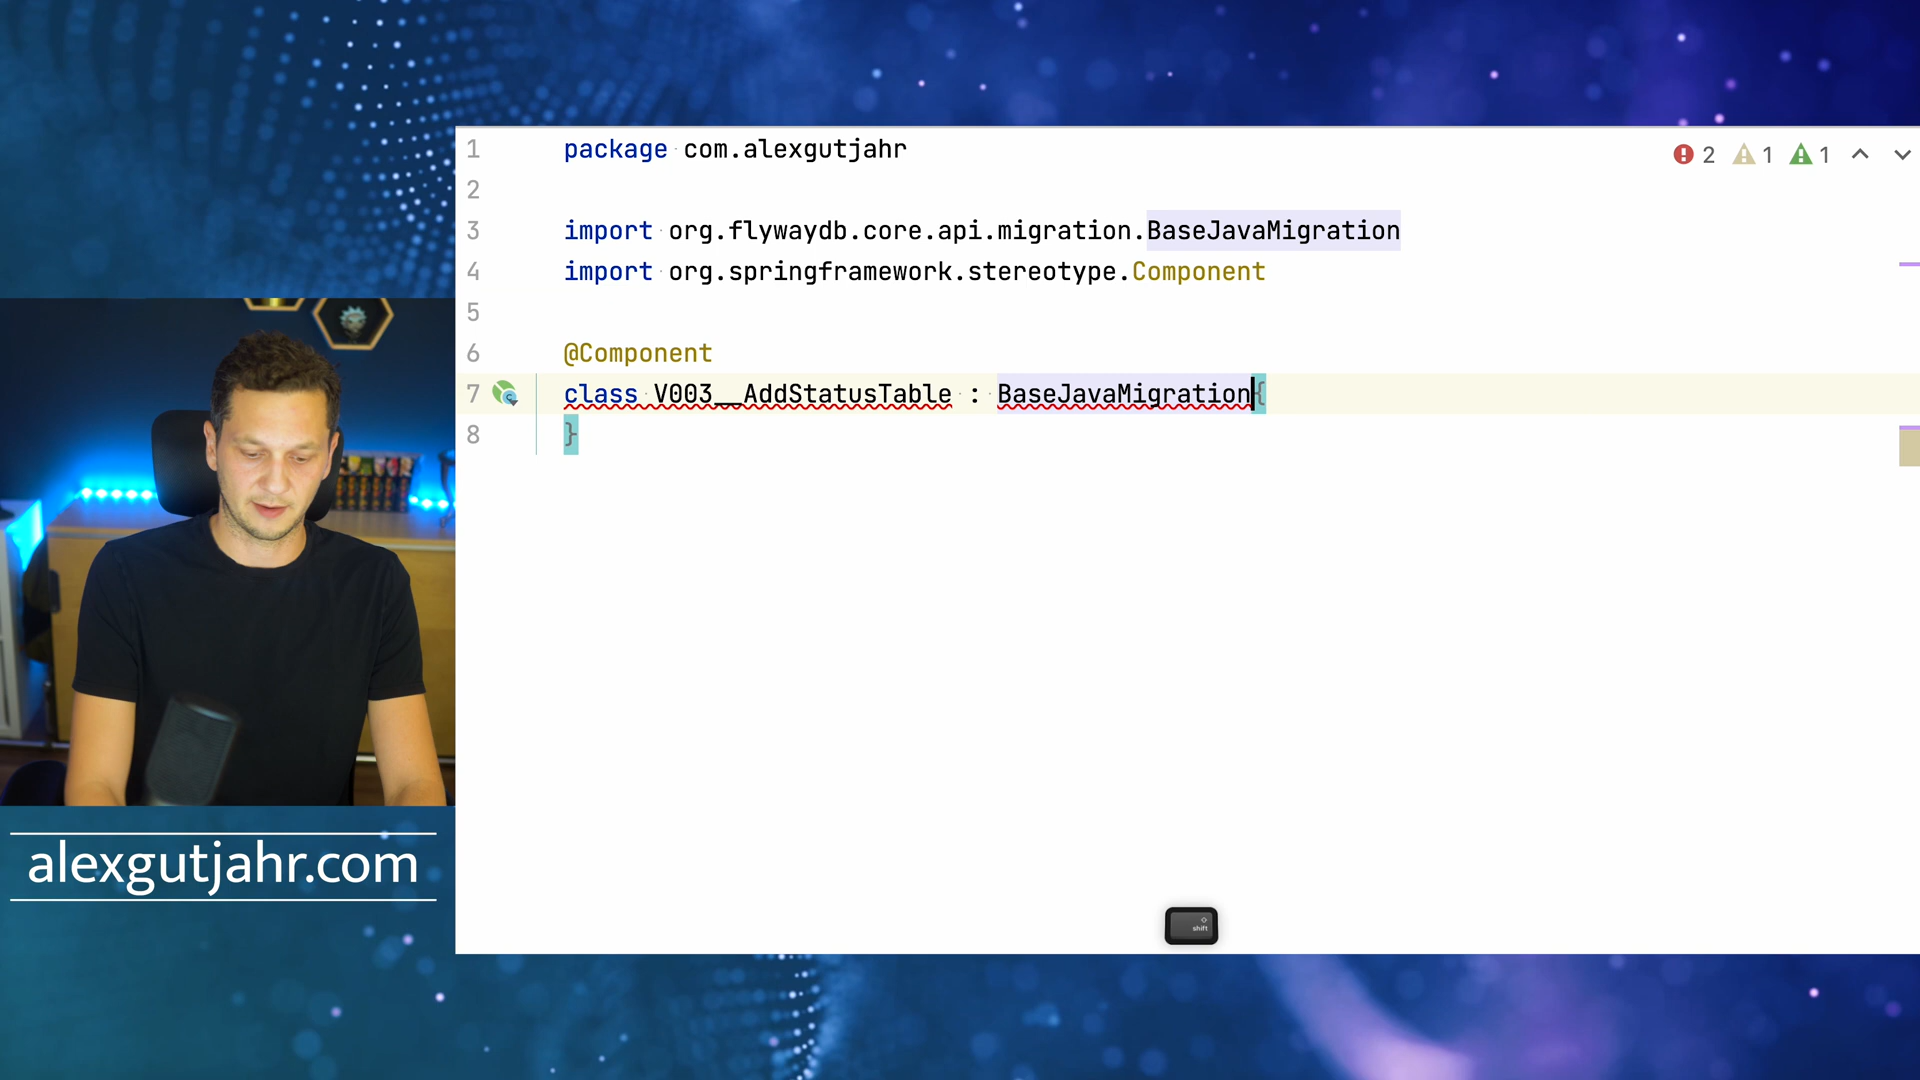 1 package com.alexgutjahr
2
3 import org.flywaydb.core.api.migration.BaseJavaMigration
4 import org.springframework.stereotype.Component
5
6 @Component
7 class V003__AddStatusTable : BaseJavaMigration{
8 }
2 1 1
alexgutjahr.com
shift